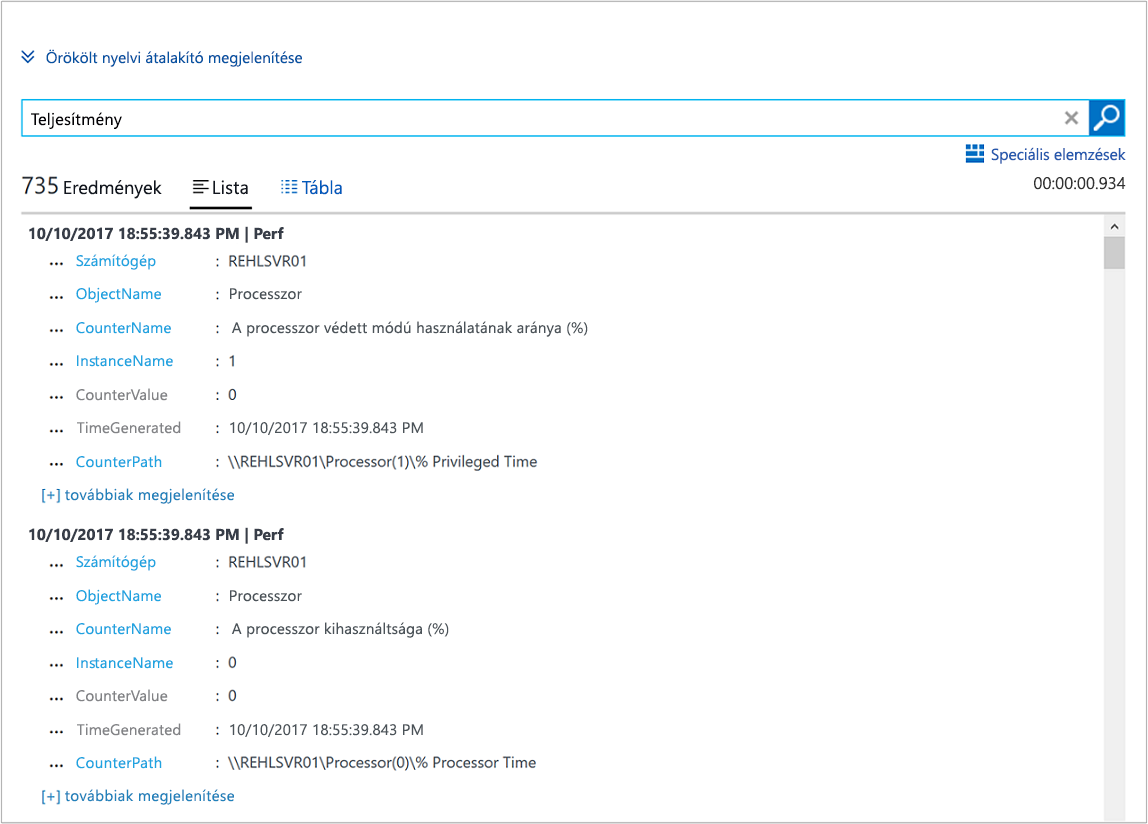 Örökölt nyelvi átalakító megjelenítése
Teljesítmény
Speciális elemzések
735 Eredmények Lista Tábla 00:00:00.934
10/10/2017 18:55:39.843 PM | Perf
... Számítógép : REHLSVR01
... ObjectName : Processzor
... CounterName : A processzor védett módú használatának aránya (%)
... InstanceName : 1
... CounterValue : 0
... TimeGenerated : 10/10/2017 18:55:39.843 PM
... CounterPath : \\REHLSVR01\Processor(1)\% Privileged Time
[+] továbbiak megjelenítése
10/10/2017 18:55:39.843 PM | Perf
... Számítógép : REHLSVR01
... ObjectName : Processzor
... CounterName : A processzor kihasználtsága (%)
... InstanceName : 0
... CounterValue : 0
... TimeGenerated : 10/10/2017 18:55:39.843 PM
... CounterPath : \\REHLSVR01\Processor(0)\% Processor Time
[+] továbbiak megjelenítése